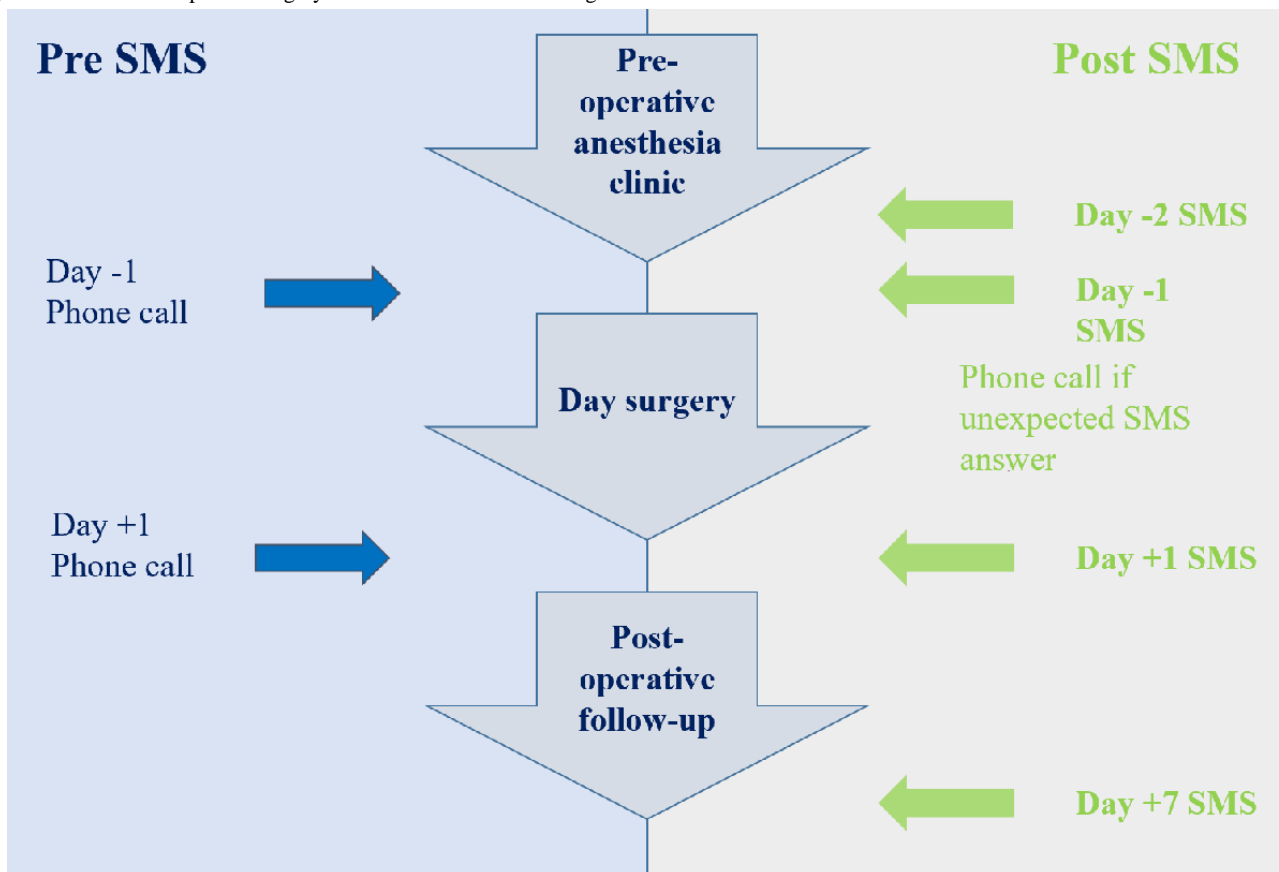 Pre SMS
Post SMS
Pre-
operative
anesthesia
clinic
Day -2 SMS
Day -1
Phone call
Day -1
SMS
Day surgery
Phone call if
unexpected SMS
answer
Day +1
Phone call
Day +1 SMS
Post-
operative
follow-up
Day +7 SMS